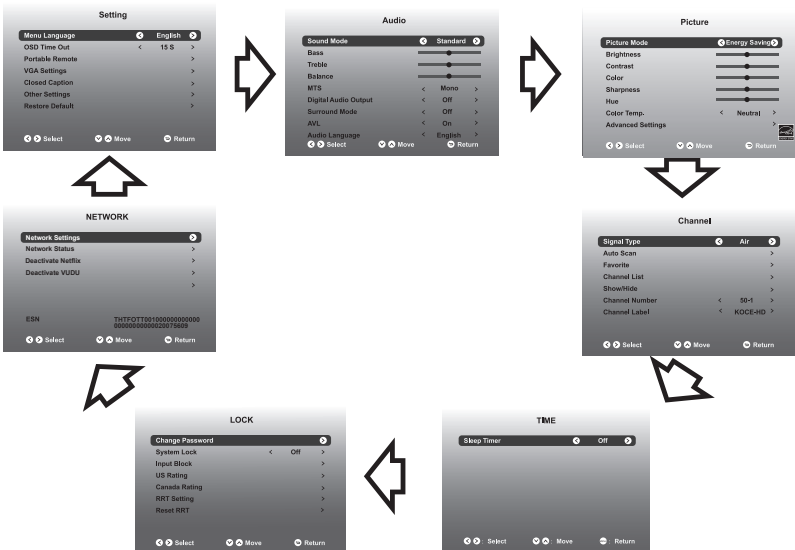 Setting
Menu Language < English >
OSD Time Out < 15 S >
Portable Remote >
VGA Settings >
Closed Caption >
Other Settings >
Restore Default >
Select Move Return
Audio
Sound Mode < Standard >
Bass
Treble
Balance
MTS < Mono >
Digital Audio Output < Off >
Surround Mode < Off >
AVL < On >
Audio Language < English >
Select Move Return
Picture
Picture Mode < Energy Saving >
Brightness
Contrast
Color
Sharpness
Hue
Color Temp. < Neutral >
Advanced Settings >
Select Move Return
Channel
Signal Type < Air >
Auto Scan >
Favorite >
Channel List >
Show/Hide >
Channel Number < 50-1 >
Channel Label < KOCE-HD >
Select Move Return
TIME
Sleep Timer < Off >
: Select : Move : Return
LOCK
Change Password >
System Lock < Off >
Input Block >
US Rating >
Canada Rating >
RRT Setting >
Reset RRT >
Select Move Return
NETWORK
Network Settings >
Network Status >
Deactivate Netflix >
Deactivate VUDU >
>
ESN THTFOTT001000000000000
00000000000020075609
Select Move Return